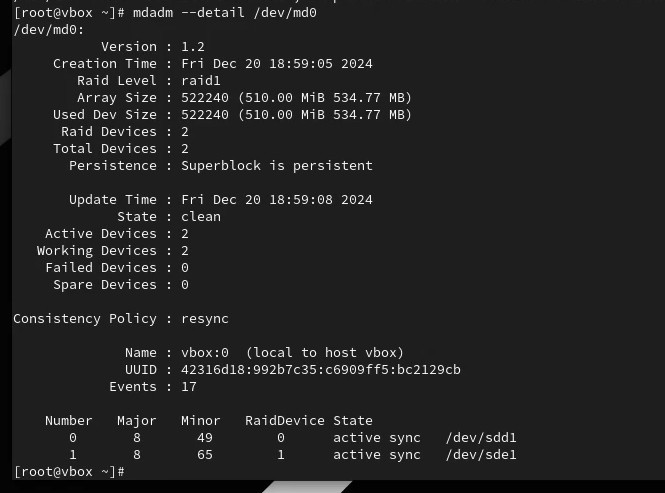 [root@vbox ~]# mdadm --detail /dev/md0
/dev/md0:
Version : 1.2
Creation Time : Fri Dec 20 18:59:05 2024
Raid Level : raid1
Array Size : 522240 (510.00 MiB 534.77 MB)
Used Dev Size : 522240 (510.00 MiB 534.77 MB)
Raid Devices : 2
Total Devices : 2
Persistence : Superblock is persistent
Update Time : Fri Dec 20 18:59:08 2024
State : clean
Active Devices : 2
Working Devices : 2
Failed Devices : 0
Spare Devices : 0
Consistency Policy : resync
Name : vbox:0  (local to host vbox)
UUID : 42316d18:992b7c35:c6909ff5:bc2129cb
Events : 17
Number   Major   Minor   RaidDevice State
0       8       49        0      active sync   /dev/sdd1
1       8       65        1      active sync   /dev/sde1
[root@vbox ~]#